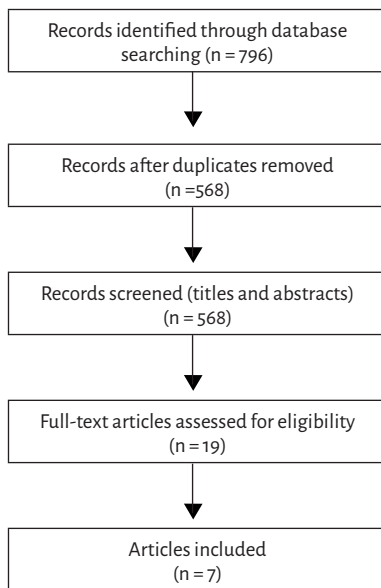 Records identified through database
searching (n = 796)
Records after duplicates removed
(n =568)
Records screened (titles and abstracts)
(n = 568)
Full-text articles assessed for eligibility
(n = 19)
Articles included
(n = 7)